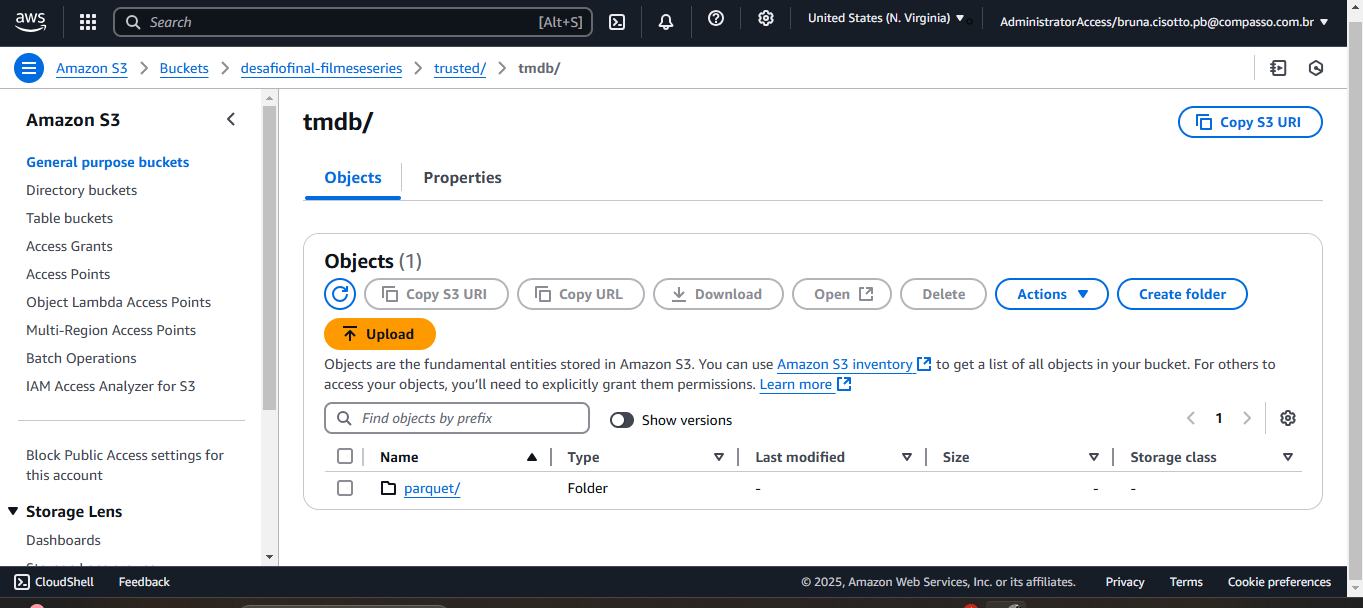 aws Search [Alt+S] United States (N. Virginia) ▼ AdministratorAccess/bruna.cisotto.pb@compasso.com.br ▼
Amazon S3 > Buckets > desafiofinal-filmeseseries > trusted/ > tmdb/
Amazon S3
General purpose buckets
Directory buckets
Table buckets
Access Grants
Access Points
Object Lambda Access Points
Multi-Region Access Points
Batch Operations
IAM Access Analyzer for S3
Block Public Access settings for
this account
Storage Lens
Dashboards
tmdb/
Copy S3 URI
Objects Properties
Objects (1)
Copy S3 URI Copy URL Download Open Delete Actions ▼ Create folder
Upload
Objects are the fundamental entities stored in Amazon S3. You can use Amazon S3 inventory to get a list of all objects in your bucket. For others to
access your objects, you’ll need to explicitly grant them permissions. Learn more
Find objects by prefix Show versions 1
Name Type Last modified Size Storage class
parquet/ Folder - - -
CloudShell Feedback © 2025, Amazon Web Services, Inc. or its affiliates. Privacy Terms Cookie preferences